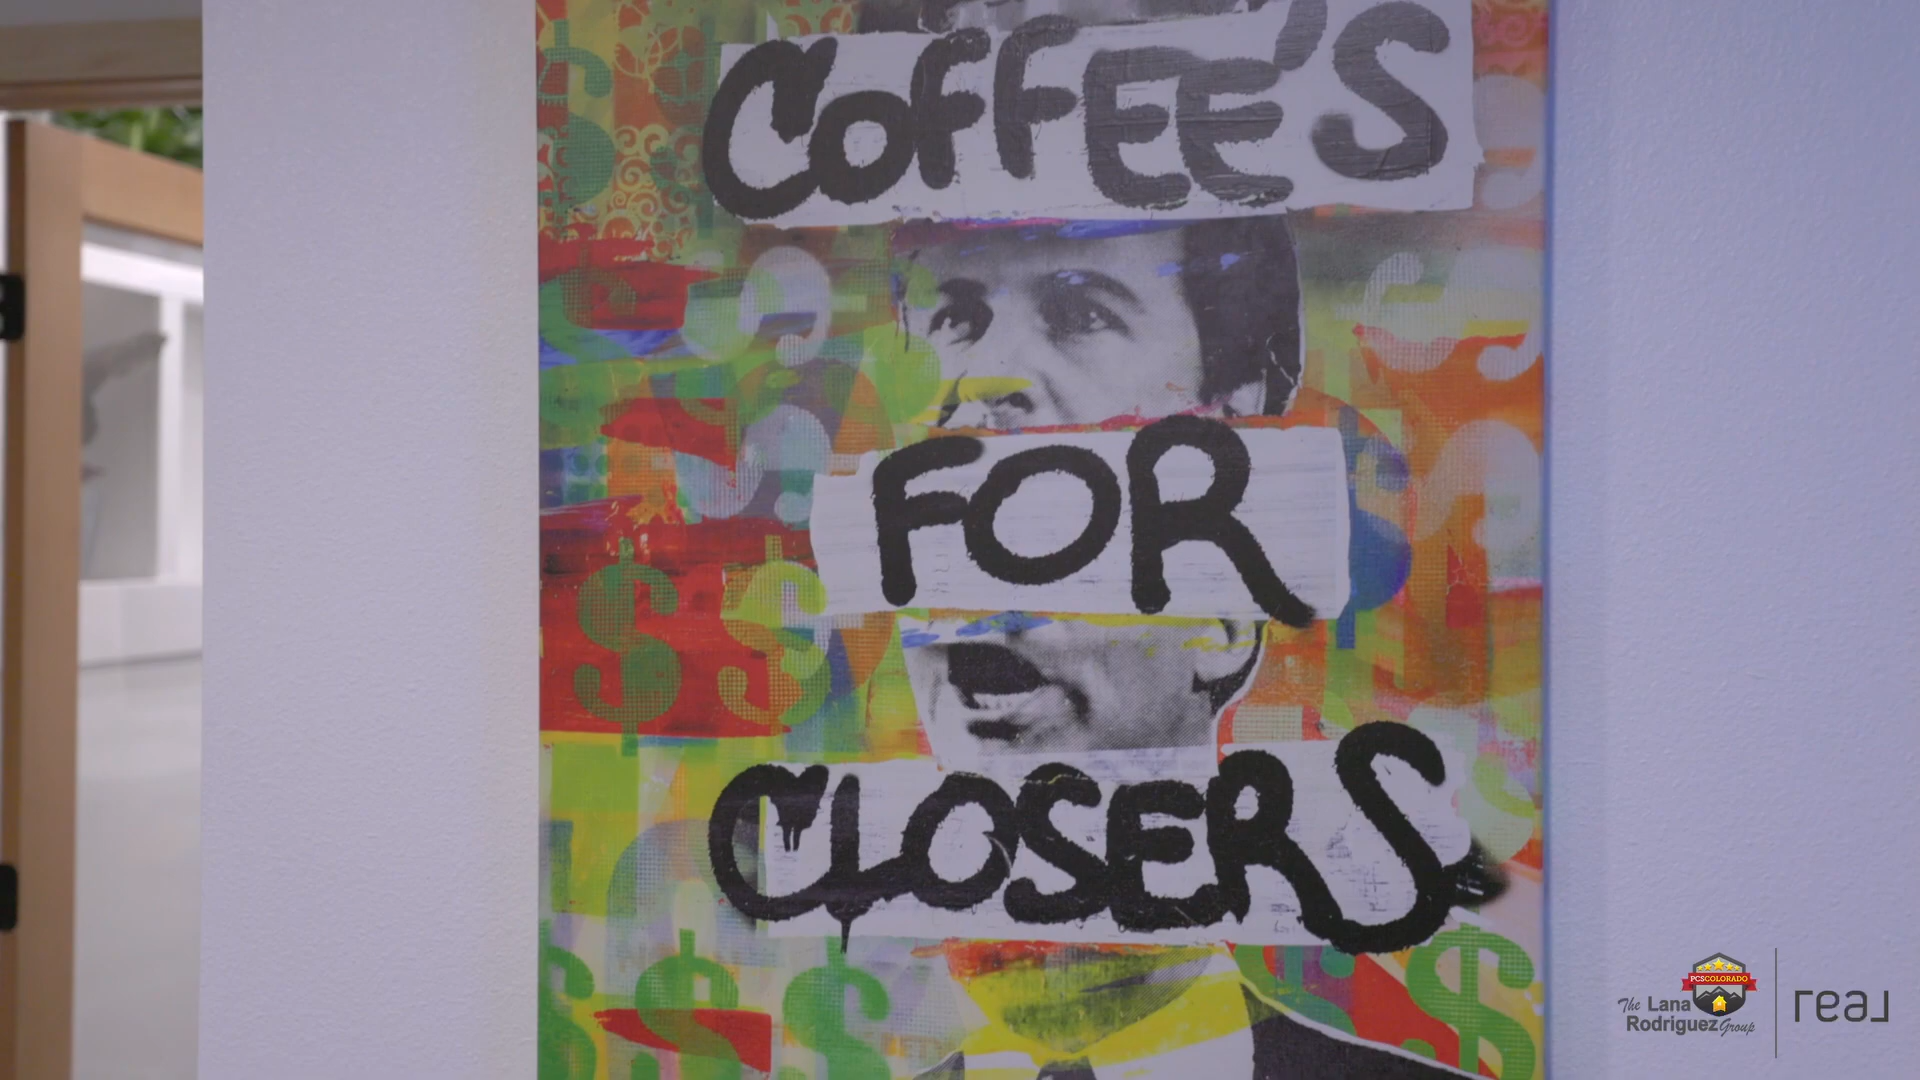 COFFEE'S
FOR
CLOSERS
$ $
$ $ $
PCSCOLORADO
The Lana
Rodriguez Group
real